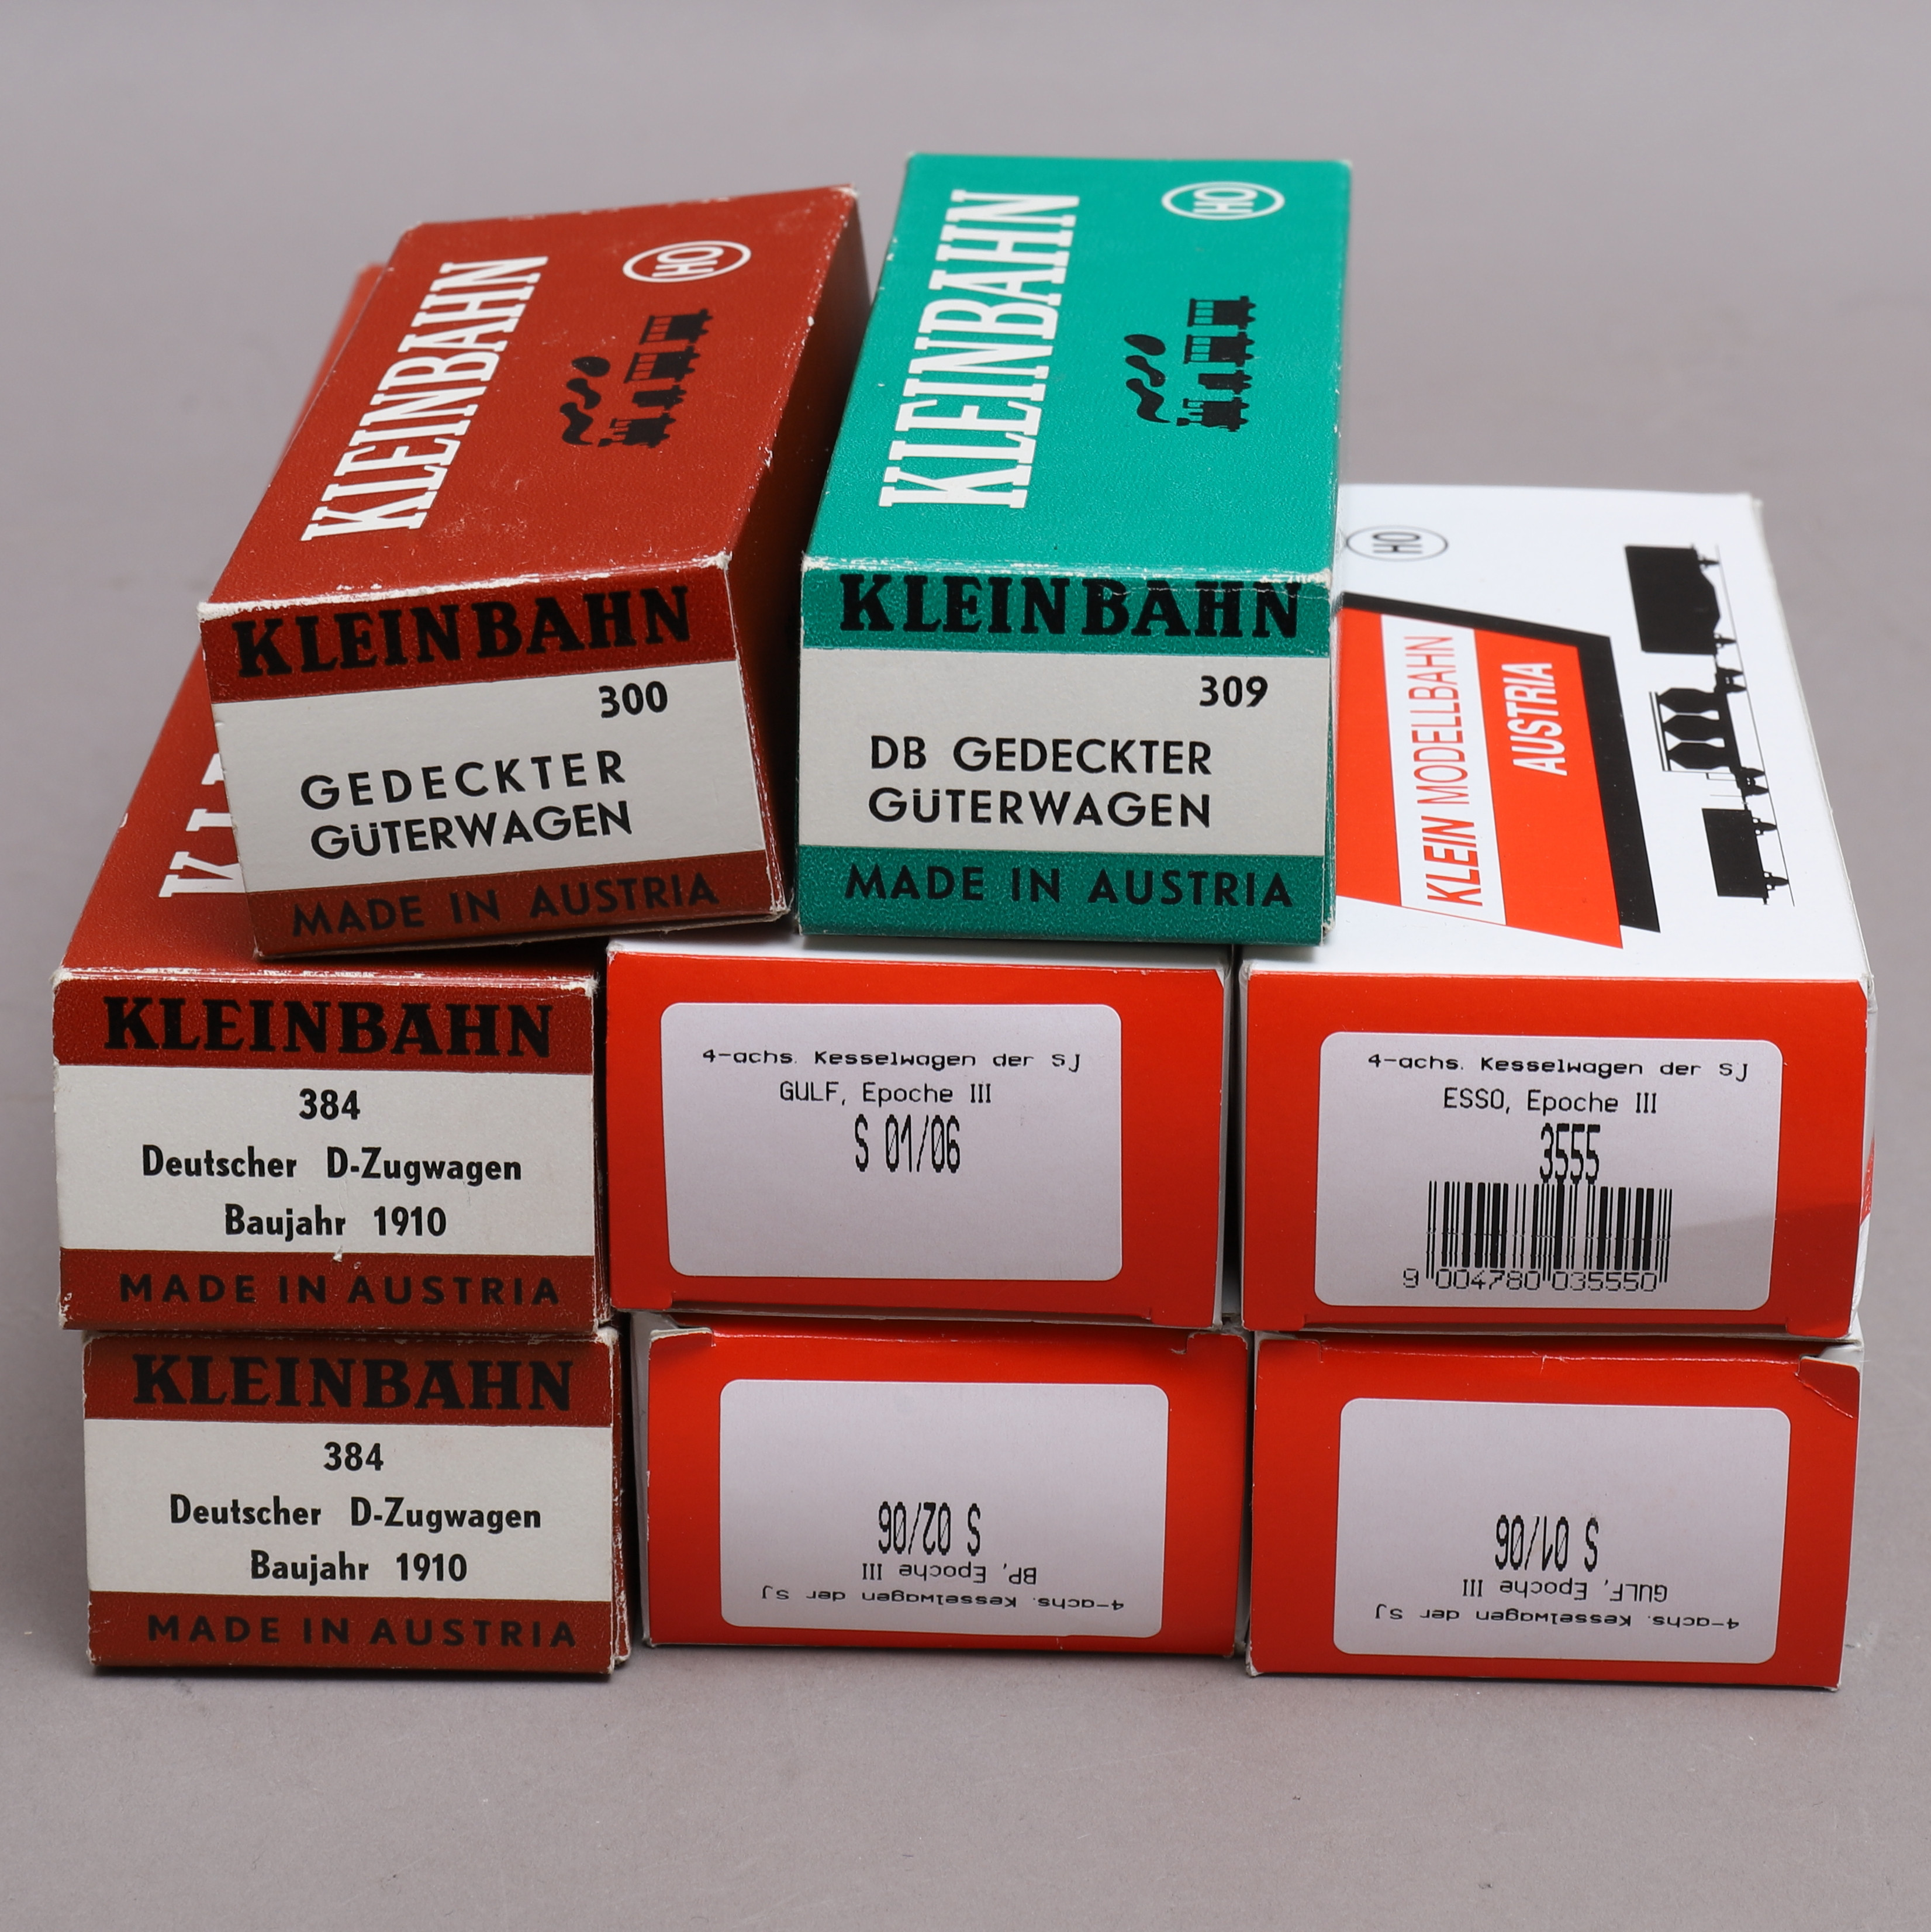 KLEINBAHN
HO
KLEINBAHN
300
GEDECKTER
GÜTERWAGEN
MADE IN AUSTRIA
KLEINBAHN
HO
KLEINBAHN
309
DB GEDECKTER
GÜTERWAGEN
MADE IN AUSTRIA
HO
KLEIN MODELLBAHN
AUSTRIA
KLEINBAHN
384
Deutscher D-Zugwagen
Baujahr 1910
MADE IN AUSTRIA
4-achs. Kesselwagen der SJ
GULF, Epoche III
S 01/06
4-achs. Kesselwagen der SJ
ESSO, Epoche III
3555
9 004780 035550
KLEINBAHN
384
Deutscher D-Zugwagen
Baujahr 1910
MADE IN AUSTRIA
4-achs. Kesselwagen der SJ
BP, Epoche III
S 02/06
4-achs. Kesselwagen der SJ
GULF, Epoche III
S 01/06